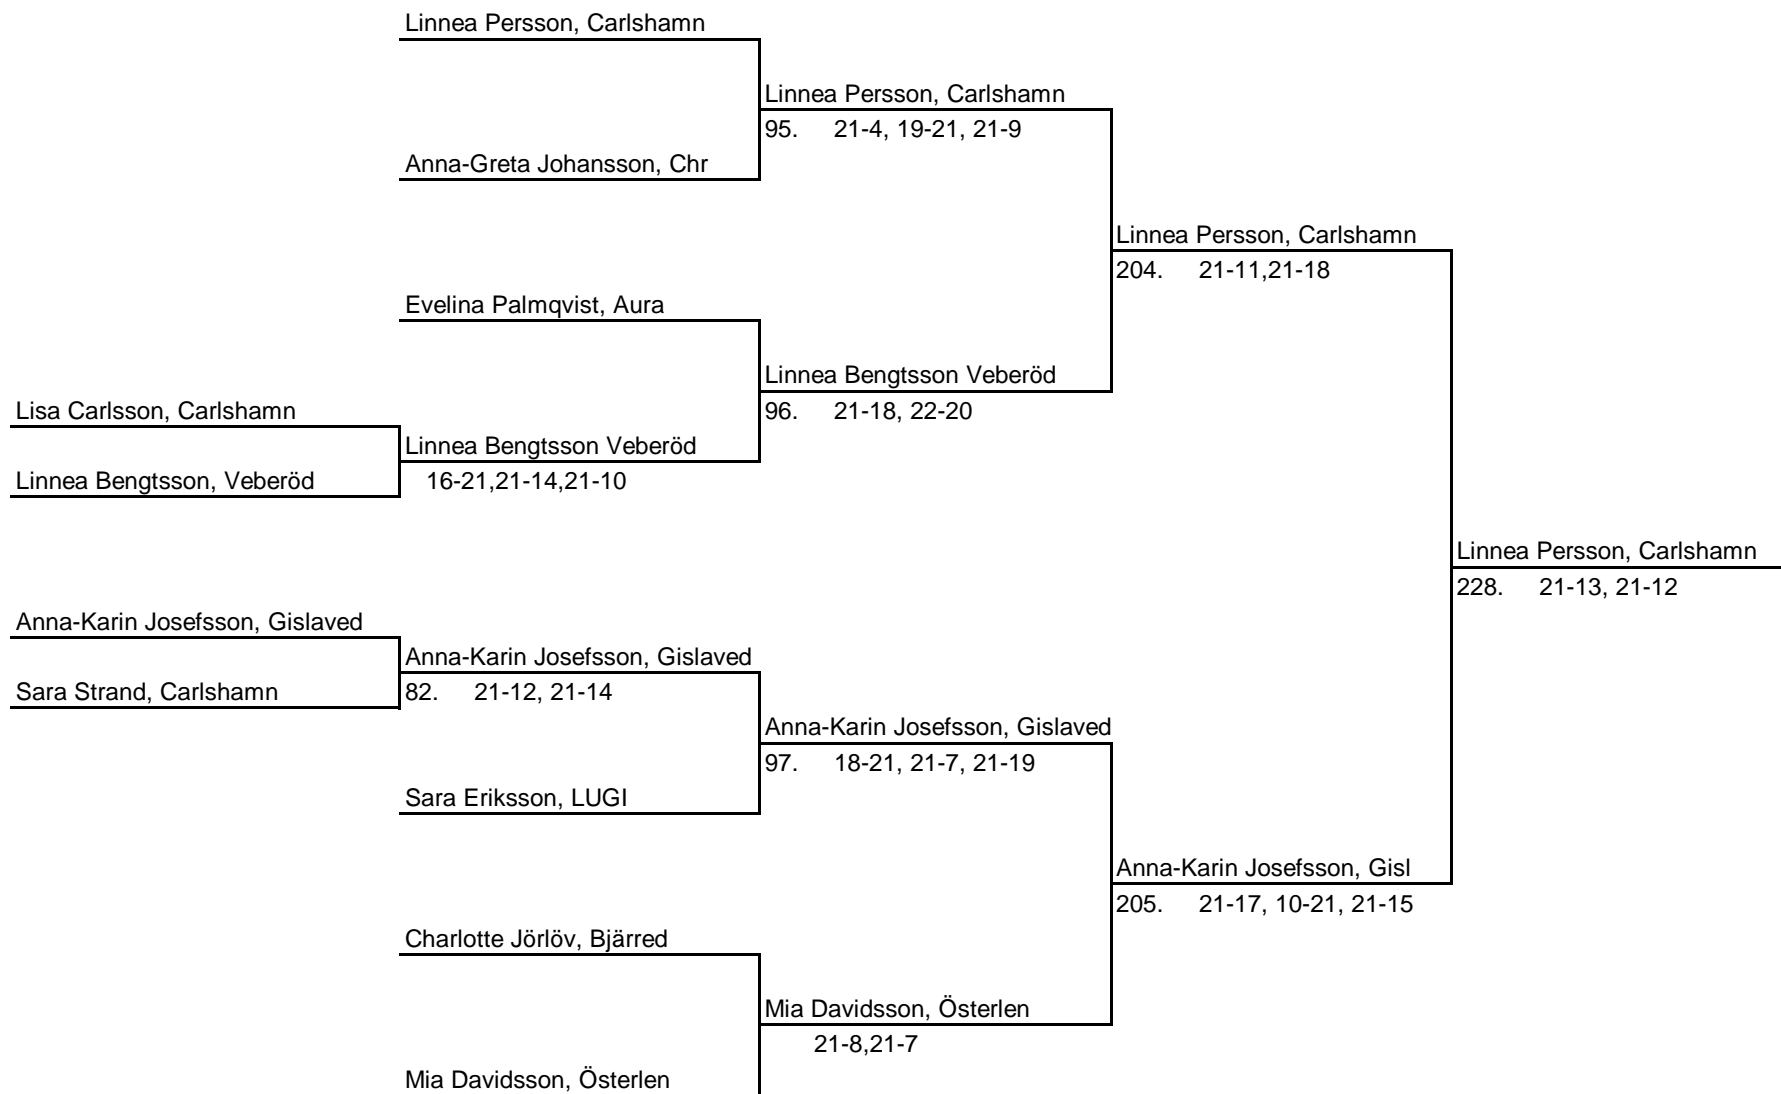 Linnea Persson, Carlshamn
Linnea Persson, Carlshamn
95. 21-4, 19-21, 21-9
Anna-Greta Johansson, Chr
Linnea Persson, Carlshamn
204. 21-11,21-18
Evelina Palmqvist, Aura
Linnea Bengtsson Veberöd
96. 21-18, 22-20
Lisa Carlsson, Carlshamn
Linnea Bengtsson Veberöd
16-21,21-14,21-10
Linnea Bengtsson, Veberöd
Linnea Persson, Carlshamn
228. 21-13, 21-12
Anna-Karin Josefsson, Gislaved
Anna-Karin Josefsson, Gislaved
82. 21-12, 21-14
Sara Strand, Carlshamn
Anna-Karin Josefsson, Gislaved
97. 18-21, 21-7, 21-19
Sara Eriksson, LUGI
Anna-Karin Josefsson, Gisl
205. 21-17, 10-21, 21-15
Charlotte Jörlöv, Bjärred
Mia Davidsson, Österlen
21-8,21-7
Mia Davidsson, Österlen